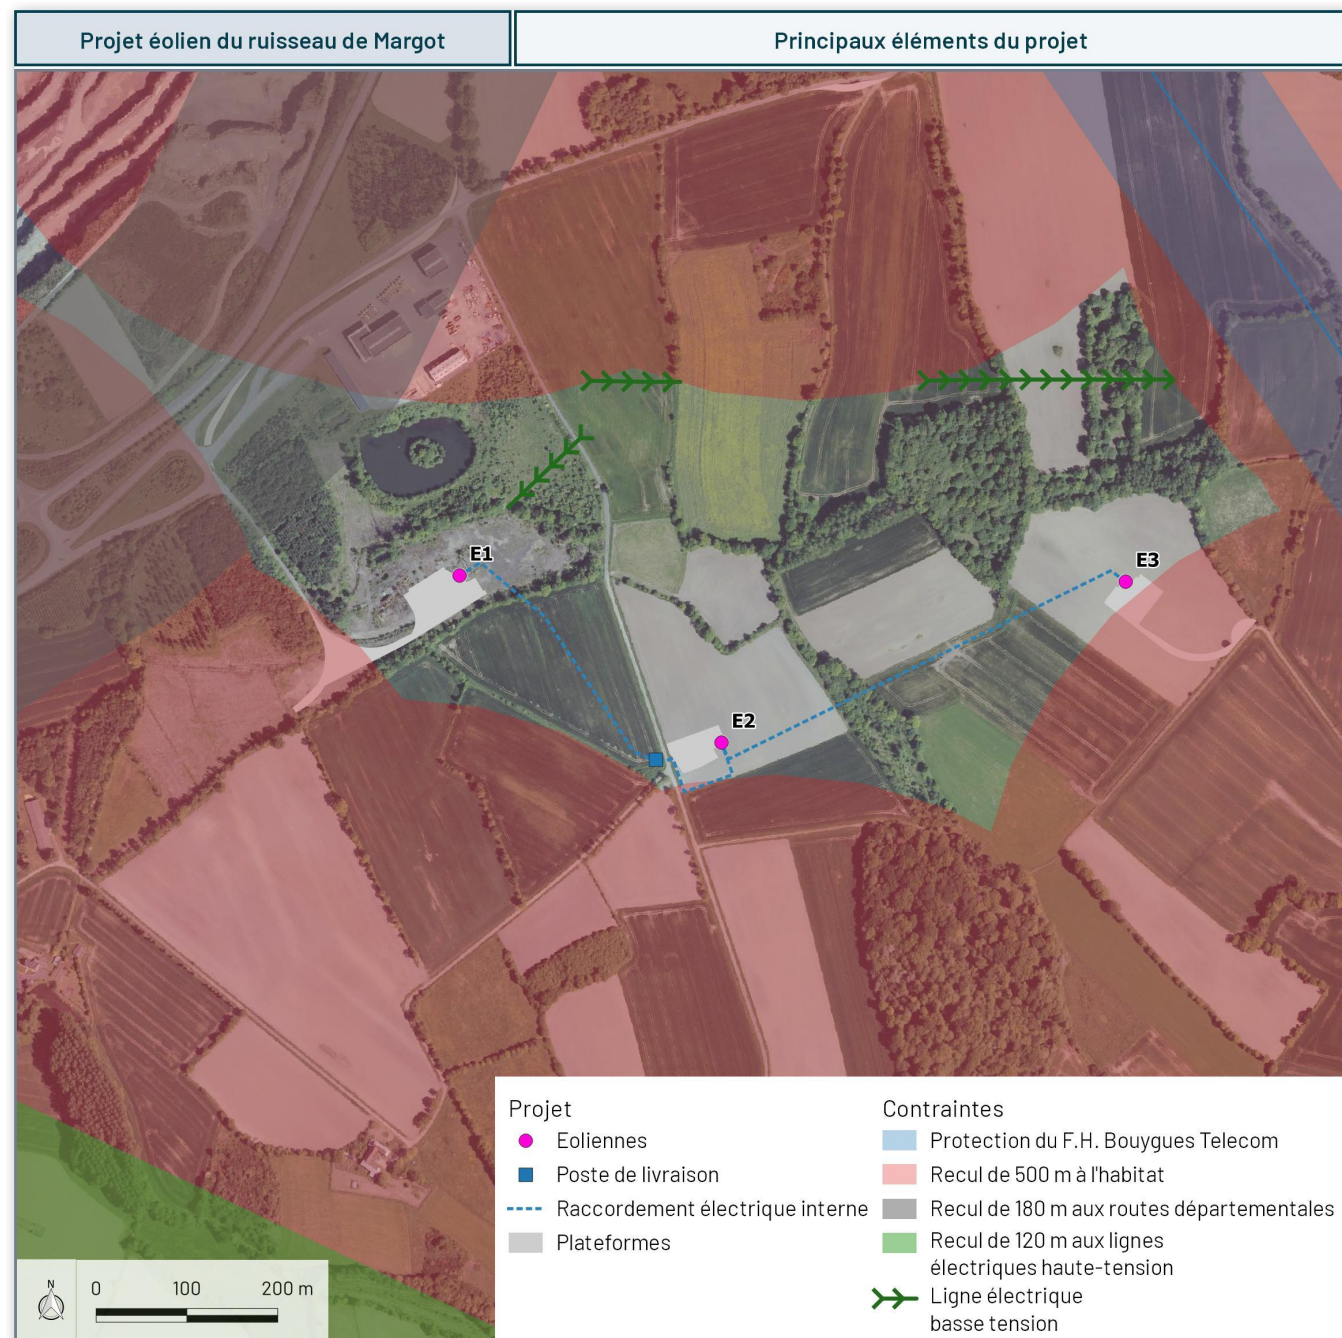 Projet éolien du ruisseau de Margot
Principaux éléments du projet
E1
E3
E2
Projet
Eoliennes
Poste de livraison
Raccordement électrique interne
Plateformes
Contraintes
Protection du F.H. Bouygues Telecom
Recul de 500 m à l'habitat
Recul de 180 m aux routes départementales
Recul de 120 m aux lignes
électriques haute-tension
Ligne électrique
basse tension
N
0 100 200 m